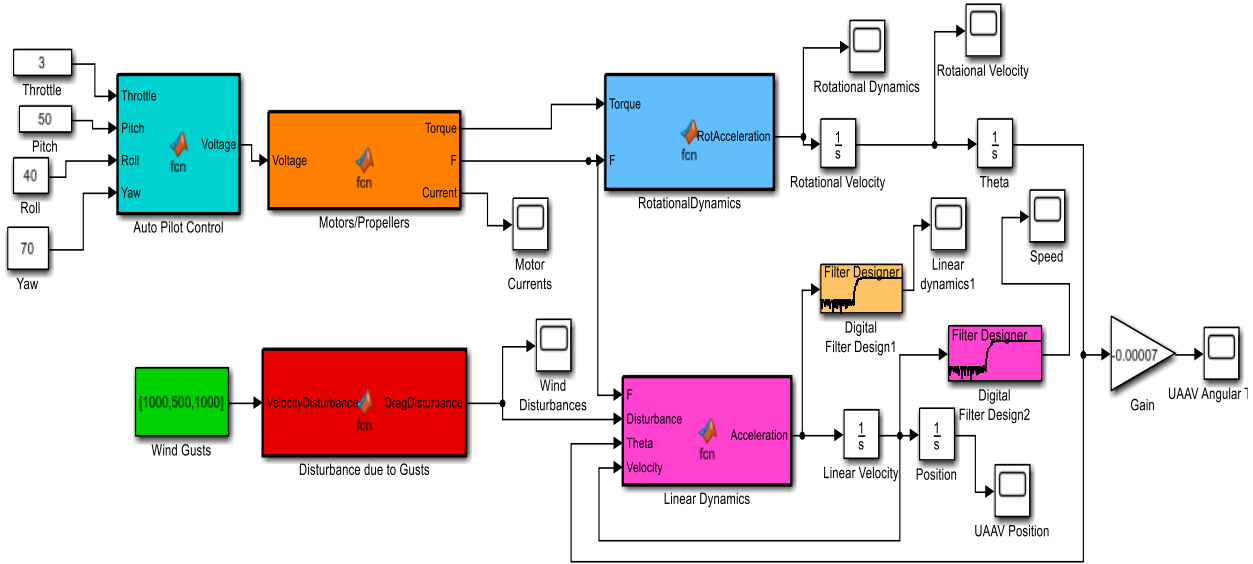 3
Throttle
50
Pitch
40
Roll
70
Yaw
Throttle
Pitch
Roll
Yaw
Voltage
fcn
Auto Pilot Control
Voltage
Torque
F
Current
fcn
Motors/Propellers
Motor
Currents
Torque
F
RotAcceleration
fcn
RotationalDynamics
Rotational Dynamics
1
s
Rotational Velocity
Rotaional Velocity
1
s
Theta
Speed
Linear
dynamics1
Filter Designer
Digital
Filter Design1
Filter Designer
Digital
Filter Design2
-0.00007
Gain
UAAV Angular T
[1000,500,1000]
Wind Gusts
VelocityDisturbance
DragDisturbance
fcn
Disturbance due to Gusts
Wind
Disturbances
F
Disturbance
Theta
Velocity
Acceleration
fcn
Linear Dynamics
1
s
Linear Velocity
1
s
Position
UAAV Position